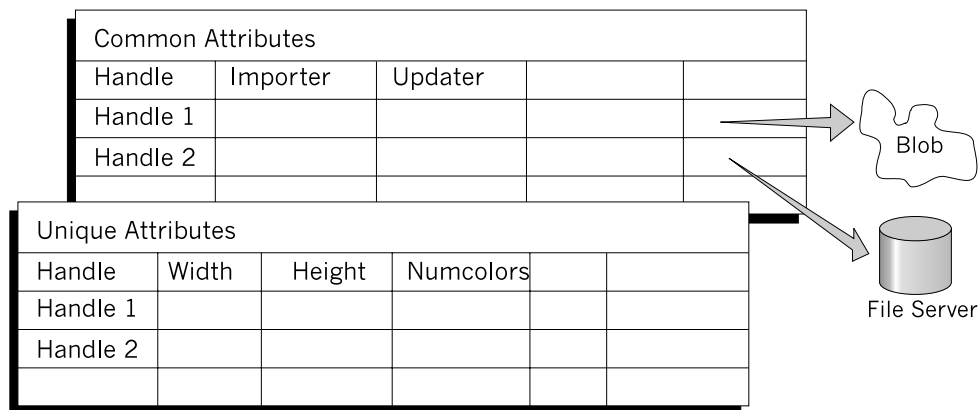 Common Attributes
Handle Importer Updater
Handle 1
Handle 2
Blob
Unique Attributes
Handle Width Height Numcolors
Handle 1
Handle 2
File Server